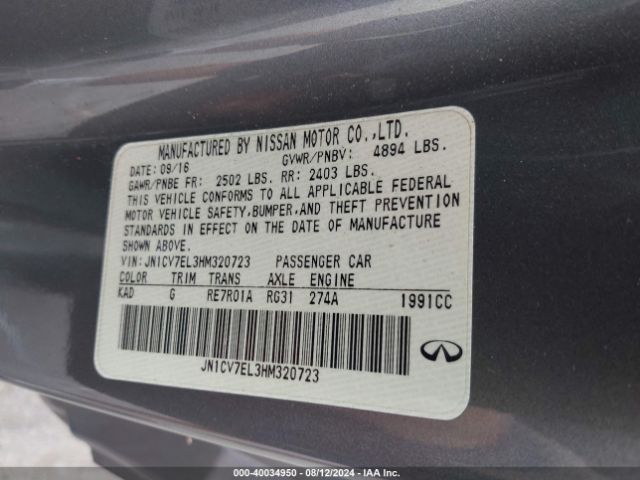 MANUFACTURED BY NISSAN MOTOR CO.,LTD.
DATE: 09/16 GVWR/PNBV: 4894 LBS.
GAWR/PNBE FR: 2502 LBS. RR: 2403 LBS.
THIS VEHICLE CONFORMS TO ALL APPLICABLE FEDERAL
MOTOR VEHICLE SAFETY,BUMPER,AND THEFT PREVENTION
STANDARDS IN EFFECT ON THE DATE OF MANUFACTURE
SHOWN ABOVE.
VIN:JN1CV7EL3HM320723 PASSENGER CAR
COLOR TRIM TRANS AXLE ENGINE
KAD G RE7R01A RG31 274A 1991CC
JN1CV7EL3HM320723
000-40034950 - 08/12/2024 - IAA Inc.